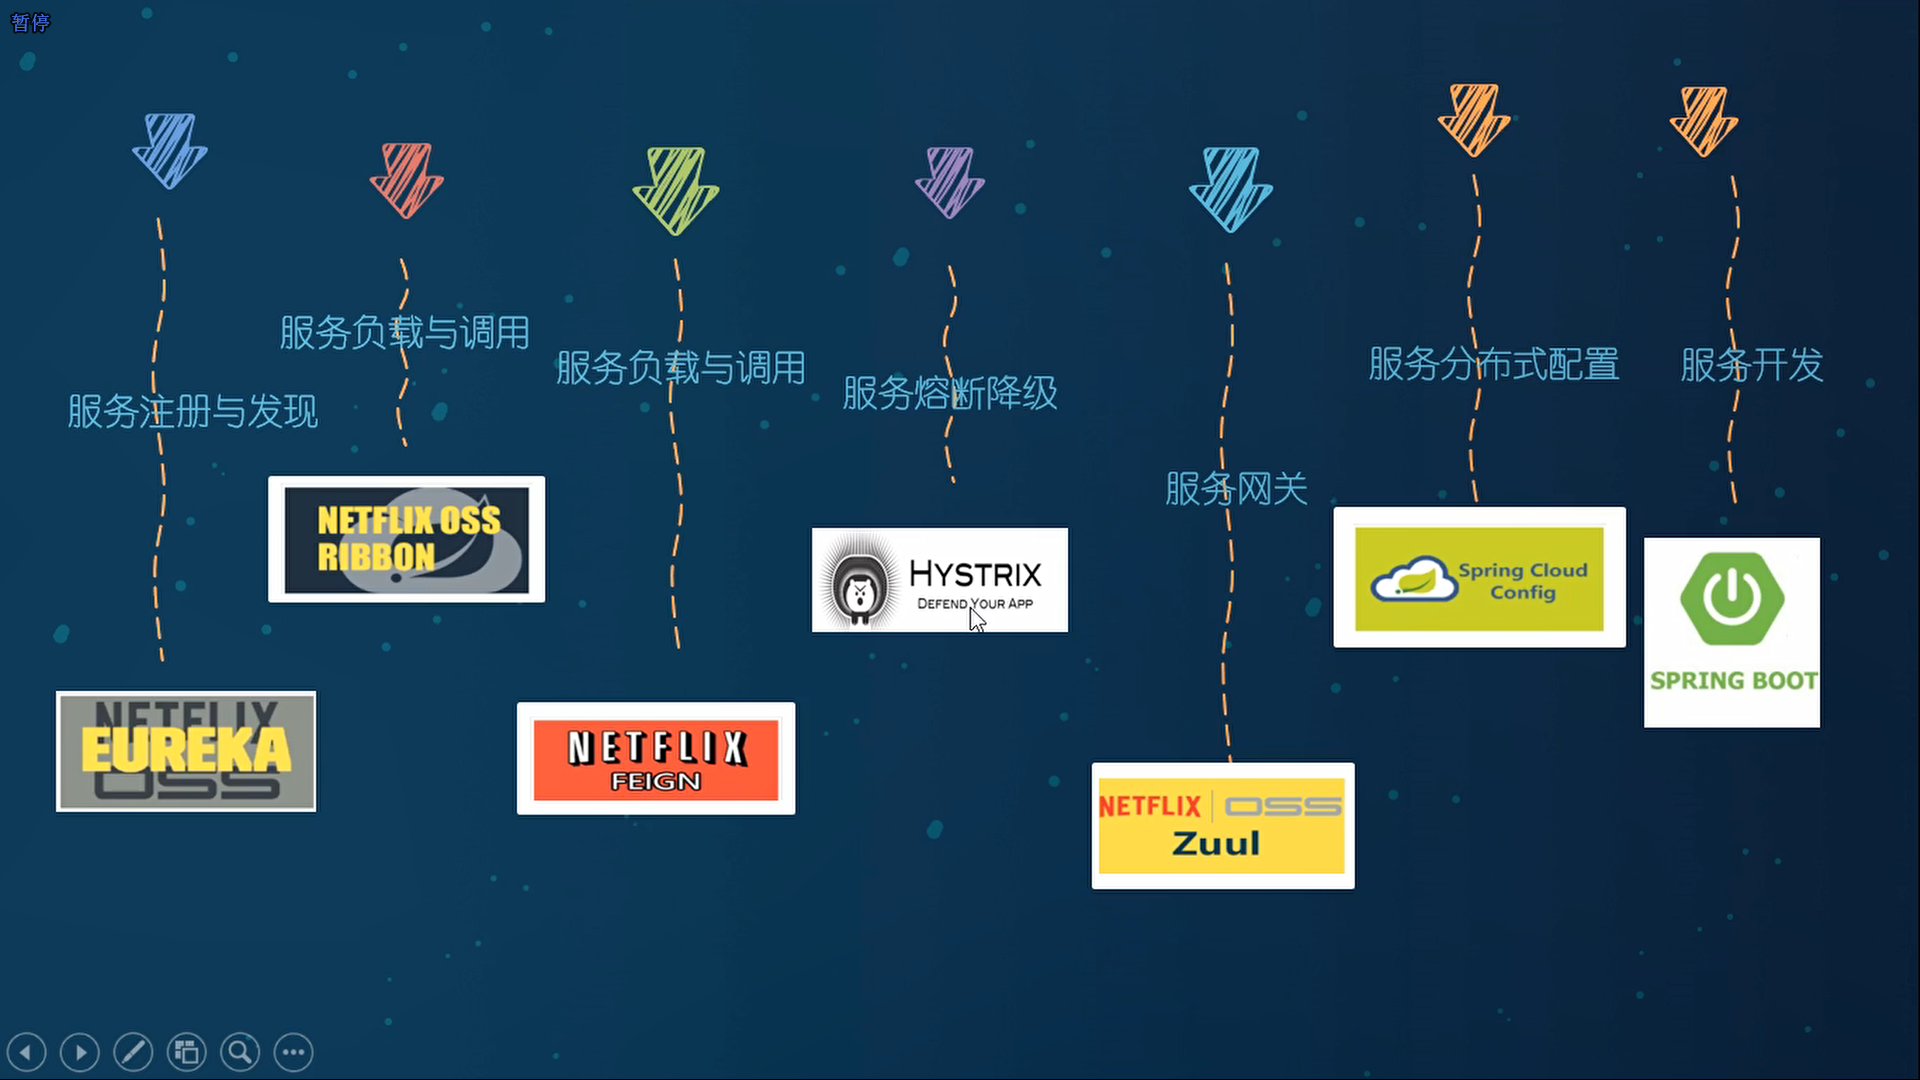 暂停
服务注册与发现
NETFLIX
EUREKA
OSS
服务负载与调用
NETFLIX OSS
RIBBON
服务负载与调用
NETFLIX
FEIGN
服务熔断降级
HYSTRIX
DEFEND YOUR APP
服务网关
NETFLIX OSS
Zuul
服务分布式配置
Spring Cloud
Config
服务开发
SPRING BOOT